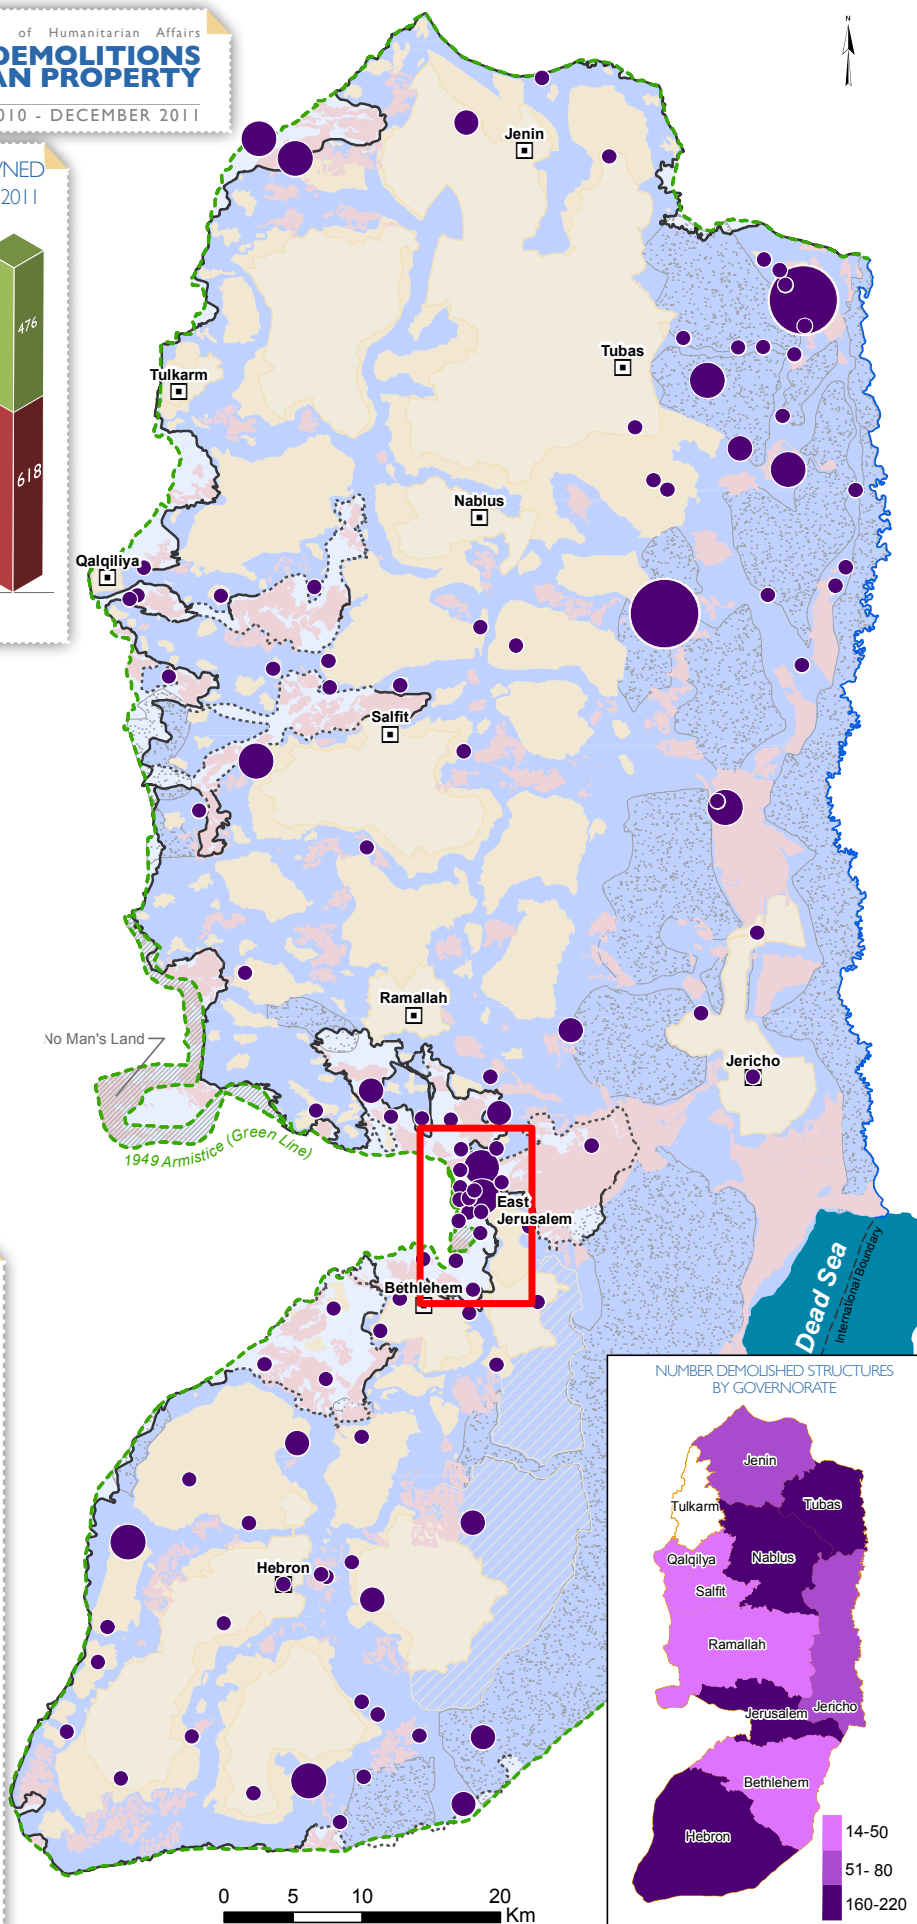 of Humanitarian Affairs
DEMOLITIONS
AN PROPERTY
010 - DECEMBER 2011
WNED
2011
476
618
N
Jenin
Tubas
Tulkarm
Nablus
Qalqiliya
Salfit
Ramallah
No Man's Land
Jericho
1949 Armistice (Green Line)
East
Jerusalem
Bethlehem
Dead Sea
International Boundary
Hebron
0 5 10 20
Km
NUMBER DEMOLISHED STRUCTURES
BY GOVERNORATE
Jenin
Tulkarm
Tubas
Qalqilya
Nablus
Salfit
Ramallah
Jerusalem
Jericho
Bethlehem
Hebron
14-50
51- 80
160-220